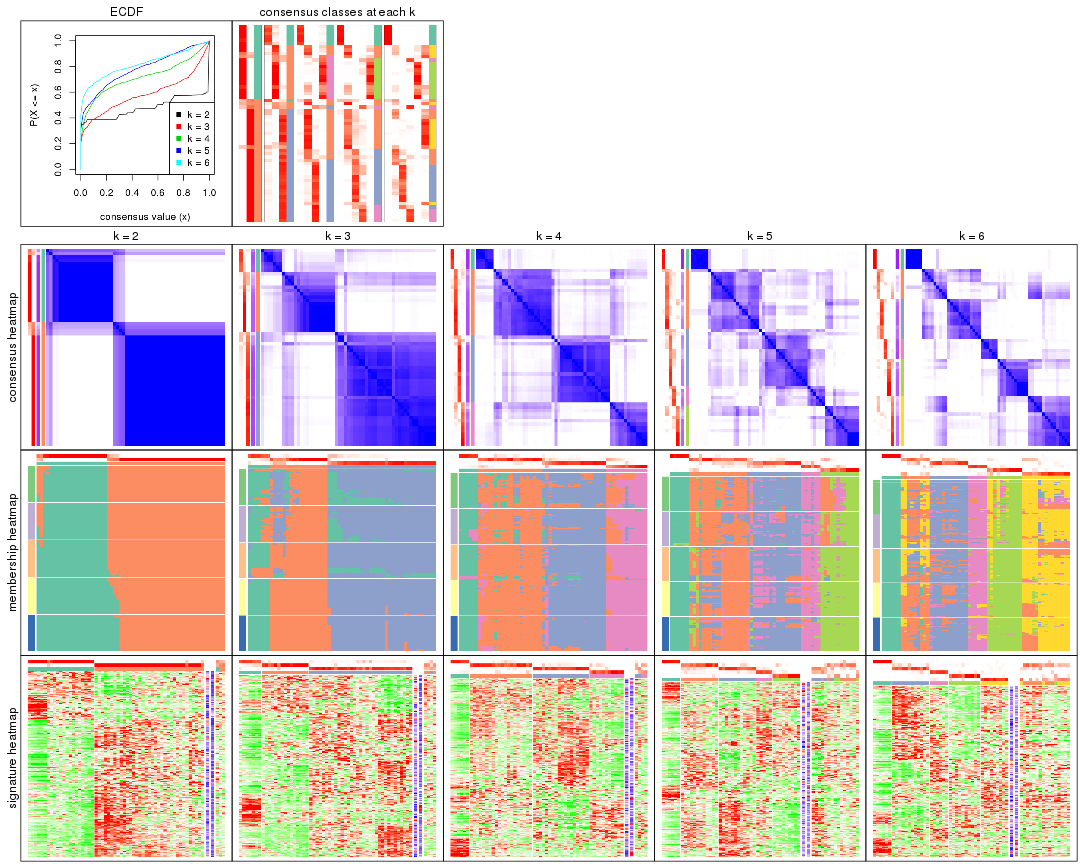 ECDF
consensus classes at each k
P(X <= x)
1.0
0.8
0.6
0.4
0.2
0.0
k = 2
k = 3
k = 4
k = 5
k = 6
0.0 0.2 0.4 0.6 0.8 1.0
consensus value (x)
k = 2
k = 3
k = 4
k = 5
k = 6
consensus heatmap
membership heatmap
signature heatmap